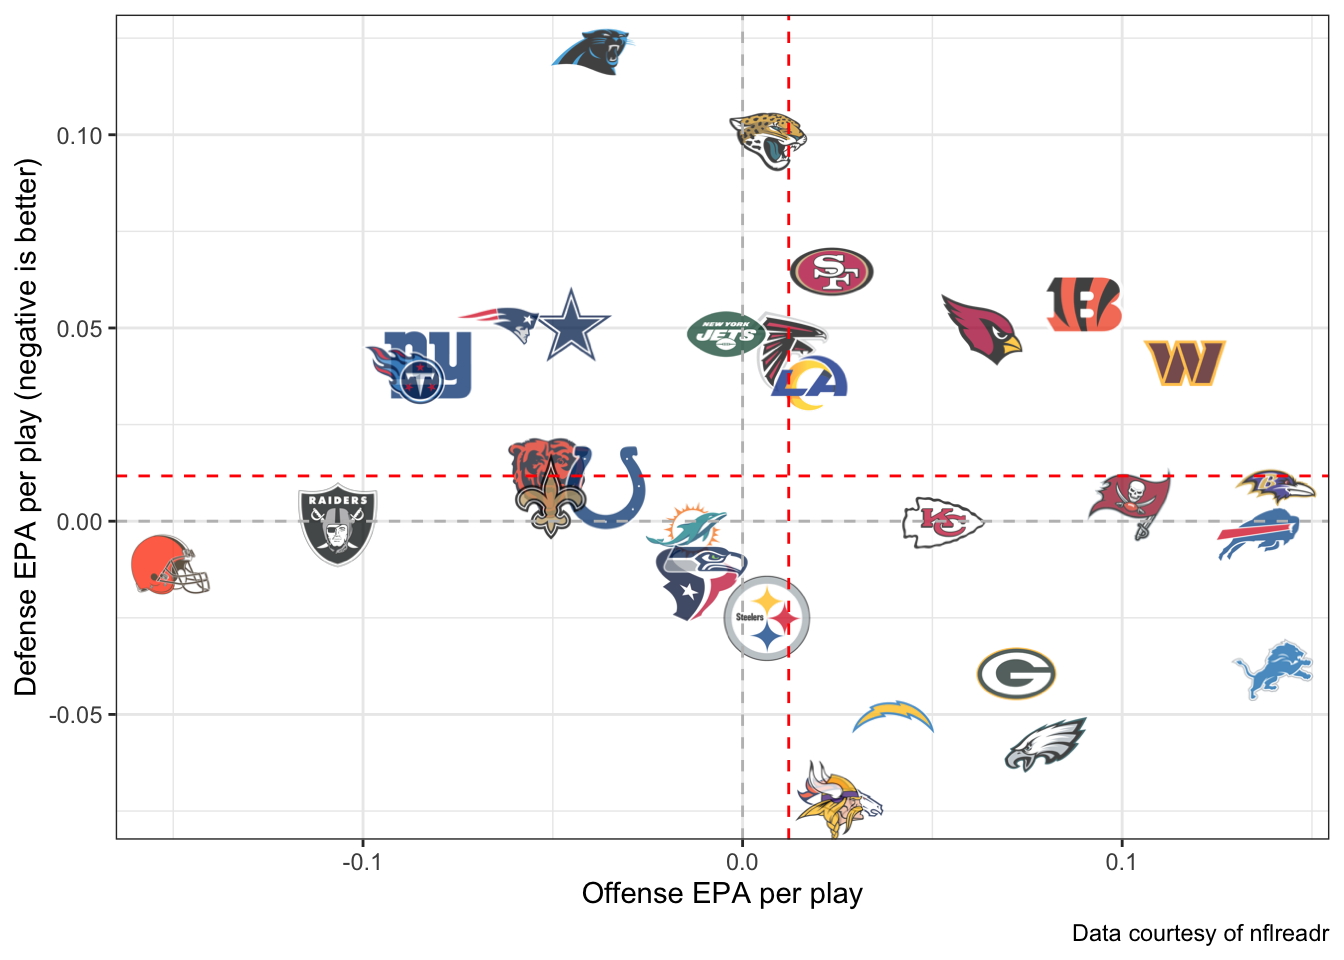 0.10
0.05
0.00
-0.05
-0.1
0.0
0.1
Defense EPA per play (negative is better)
Offense EPA per play
Data courtesy of nflreadr
SF
NEW YORK
JETS
ny
B
W
T
LA
RAIDERS
KC
B
Steelers
G